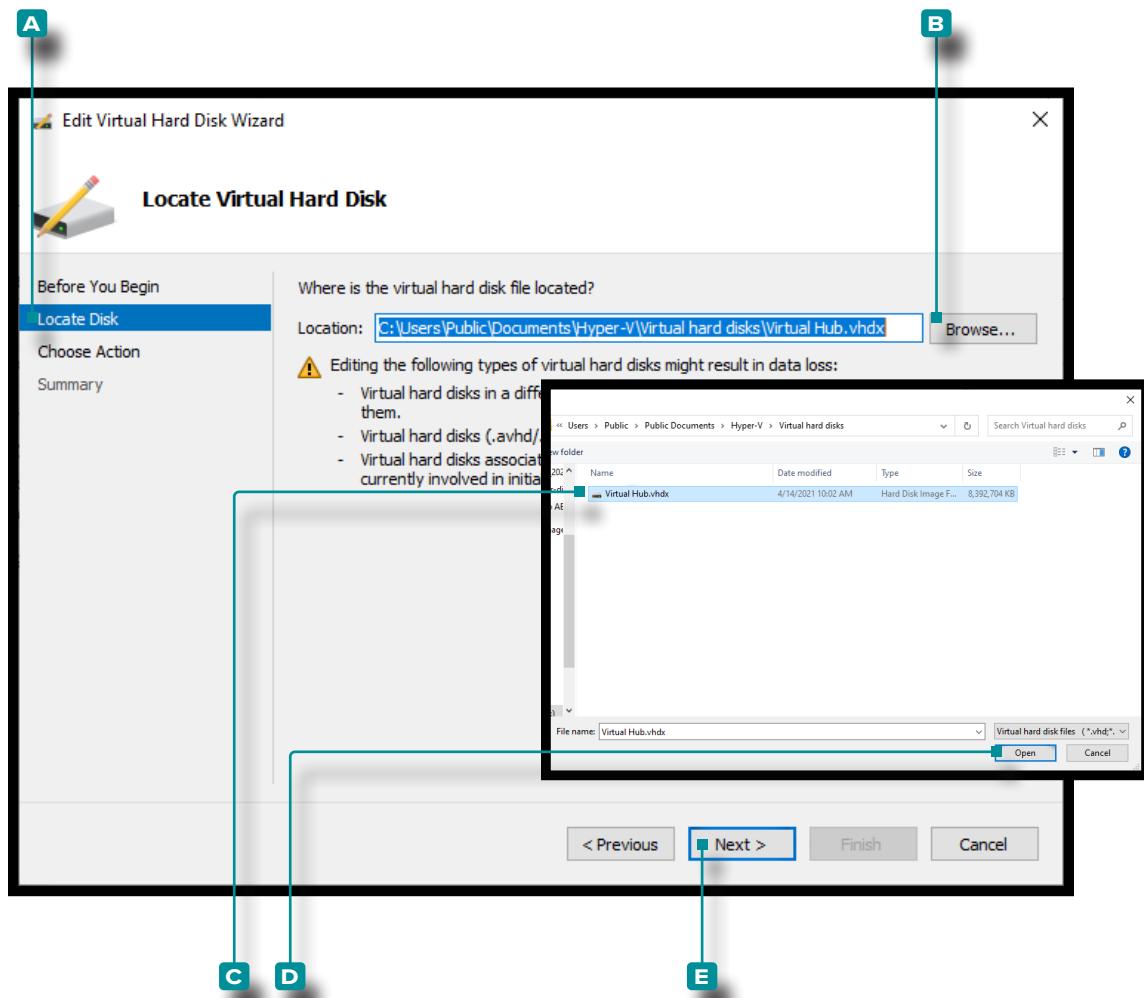 A
B
Edit Virtual Hard Disk Wizard
Locate Virtual Hard Disk
Before You Begin
Locate Disk
Choose Action
Summary
Where is the virtual hard disk file located?
Location: C:\Users\Public\Documents\Hyper-V\Virtual hard disks\Virtual Hub.vhdx Browse...
Editing the following types of virtual hard disks might result in data loss:
- Virtual hard disks in a diffe
them.
- Virtual hard disks (.avhd/
- Virtual hard disks associat
currently involved in initia
« Users > Public > Public Documents > Hyper-V > Virtual hard disks
Search Virtual hard disks
ew folder
202
Name Date modified Type Size
Virtual Hub.vhdx 4/14/2021 10:02 AM Hard Disk Image F... 8,392,704 KB
AE
age
File name: Virtual Hub.vhdx Virtual hard disk files (*.vhd;*.
Open Cancel
< Previous Next > Finish Cancel
C D E